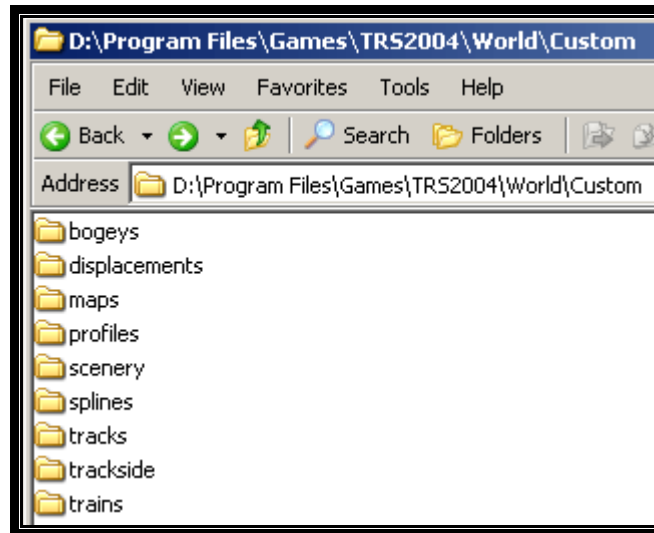 D:\Program Files\Games\TRS2004\World\Custom
File Edit View Favorites Tools Help
Back Search Folders
Address D:\Program Files\Games\TRS2004\World\Custom
bogeys
displacements
maps
profiles
scenery
splines
tracks
trackside
trains